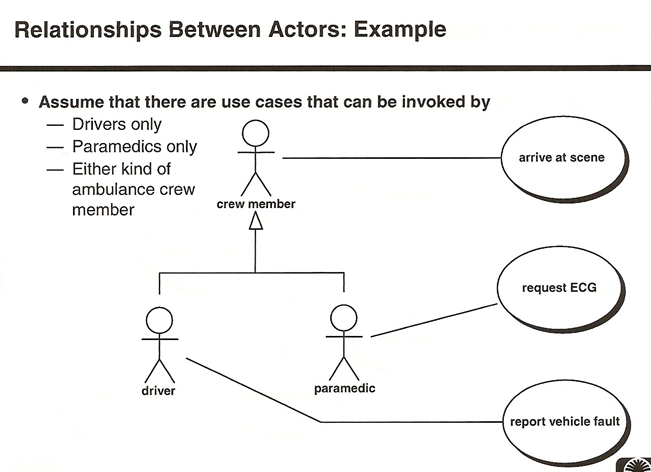 Relationships Between Actors: Example
• Assume that there are use cases that can be invoked by
— Drivers only
— Paramedics only
— Either kind of
ambulance crew
member
crew member
arrive at scene
request ECG
driver
paramedic
report vehicle fault